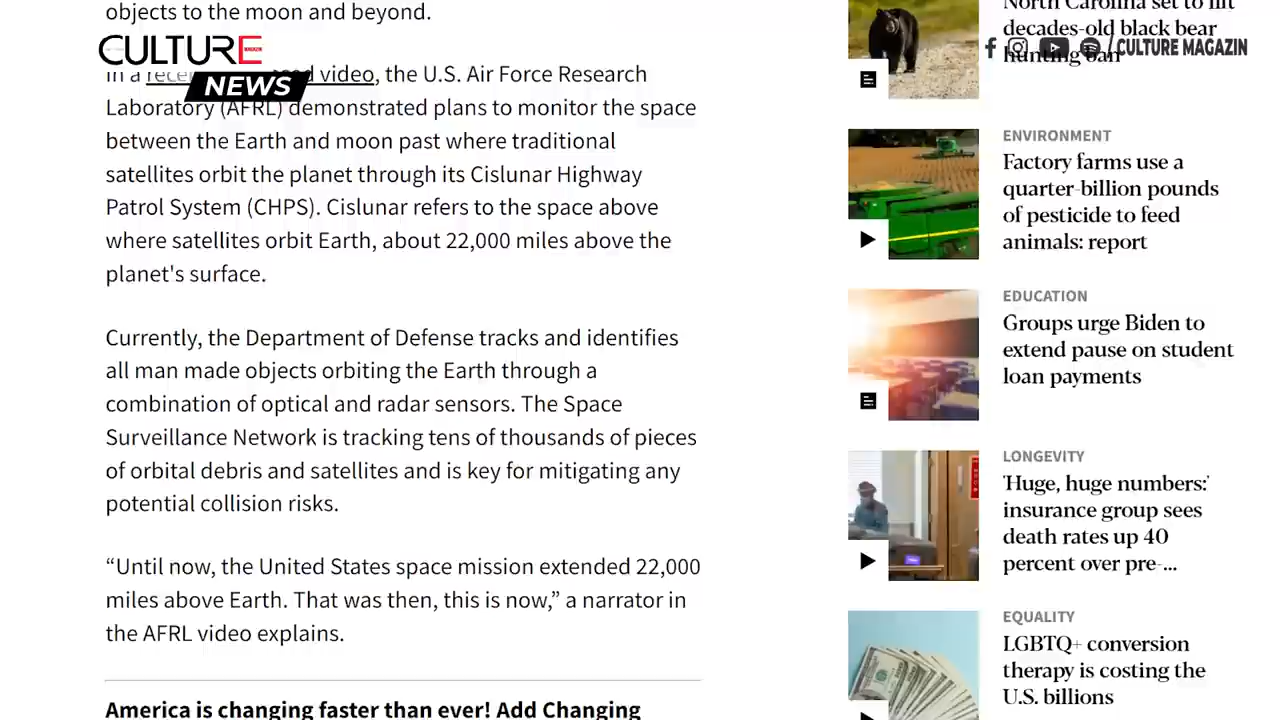 objects to the moon and beyond.
CULTURE
NEWS
In a recen d video, the U.S. Air Force Research
Laboratory (AFRL) demonstrated plans to monitor the space
between the Earth and moon past where traditional
satellites orbit the planet through its Cislunar Highway
Patrol System (CHPS). Cislunar refers to the space above
where satellites orbit Earth, about 22,000 miles above the
planet's surface.
Currently, the Department of Defense tracks and identifies
all man made objects orbiting the Earth through a
combination of optical and radar sensors. The Space
Surveillance Network is tracking tens of thousands of pieces
of orbital debris and satellites and is key for mitigating any
potential collision risks.
“Until now, the United States space mission extended 22,000
miles above Earth. That was then, this is now,” a narrator in
the AFRL video explains.
America is changing faster than ever! Add Changing
North Carolina set to lift
decades-old black bear
hunting ban
/CULTURE MAGAZIN
ENVIRONMENT
Factory farms use a
quarter-billion pounds
of pesticide to feed
animals: report
EDUCATION
Groups urge Biden to
extend pause on student
loan payments
LONGEVITY
'Huge, huge numbers:'
insurance group sees
death rates up 40
percent over pre-...
EQUALITY
LGBTQ+ conversion
therapy is costing the
U.S. billions